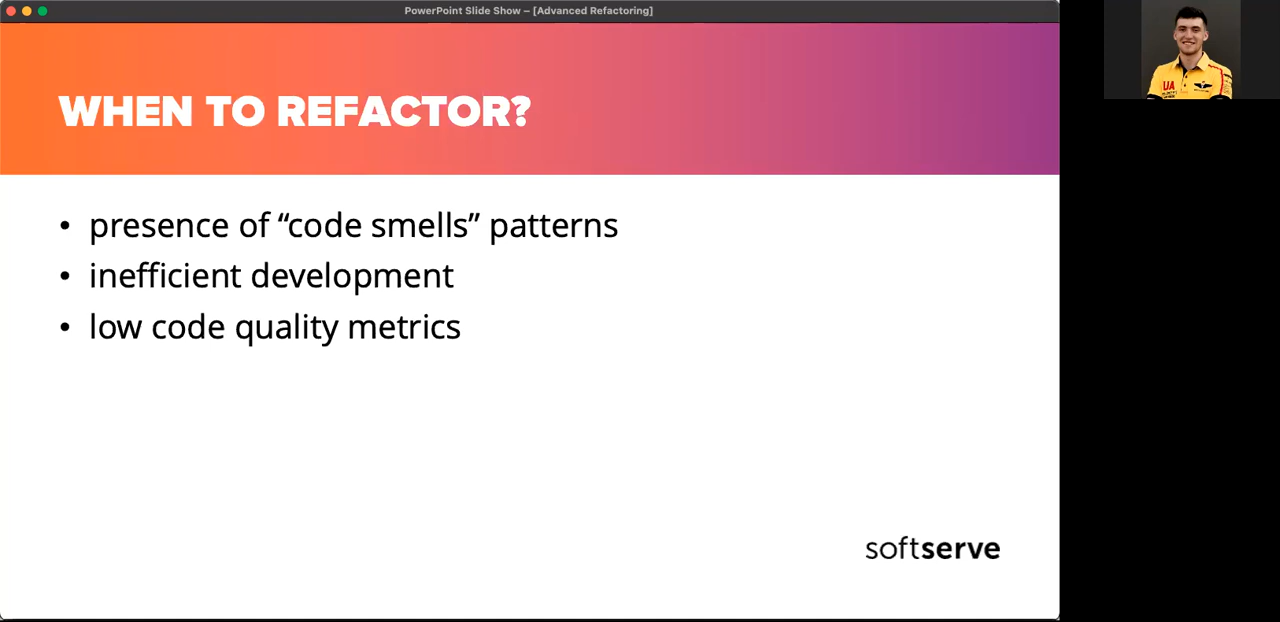 PowerPoint Slide Show – [Advanced Refactoring]
WHEN TO REFACTOR?
• presence of “code smells” patterns
• inefficient development
• low code quality metrics
softserve
UA